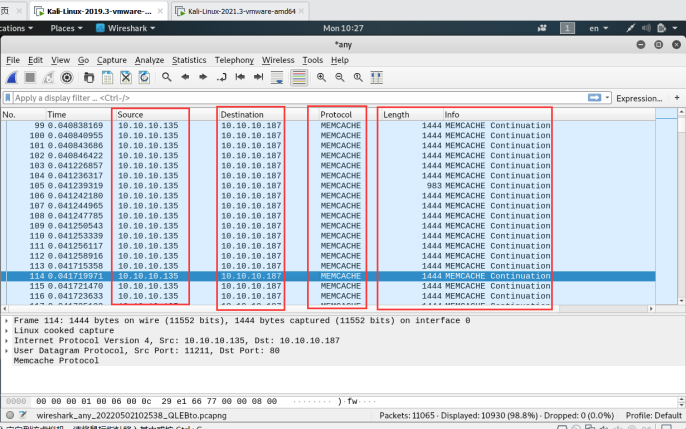 页 × Kali-Linux-2019.3-vmware-... × Kali-Linux-2021.3-vmware-amd64 ×
cations Places Wireshark Mon 10:27 1 en
*any
File Edit View Go Capture Analyze Statistics Telephony Wireless Tools Help
Apply a display filter ... <Ctrl-/> Expression... +
No. Time Source Destination Protocol Length Info
99 0.040838169 10.10.10.135 10.10.10.187 MEMCACHE 1444 MEMCACHE Continuation
100 0.040840955 10.10.10.135 10.10.10.187 MEMCACHE 1444 MEMCACHE Continuation
101 0.040843686 10.10.10.135 10.10.10.187 MEMCACHE 1444 MEMCACHE Continuation
102 0.040846422 10.10.10.135 10.10.10.187 MEMCACHE 1444 MEMCACHE Continuation
103 0.041226857 10.10.10.135 10.10.10.187 MEMCACHE 1444 MEMCACHE Continuation
104 0.041236317 10.10.10.135 10.10.10.187 MEMCACHE 1444 MEMCACHE Continuation
105 0.041239319 10.10.10.135 10.10.10.187 MEMCACHE 983 MEMCACHE Continuation
106 0.041242180 10.10.10.135 10.10.10.187 MEMCACHE 1444 MEMCACHE Continuation
107 0.041244965 10.10.10.135 10.10.10.187 MEMCACHE 1444 MEMCACHE Continuation
108 0.041247785 10.10.10.135 10.10.10.187 MEMCACHE 1444 MEMCACHE Continuation
109 0.041250543 10.10.10.135 10.10.10.187 MEMCACHE 1444 MEMCACHE Continuation
110 0.041253339 10.10.10.135 10.10.10.187 MEMCACHE 1444 MEMCACHE Continuation
111 0.041256117 10.10.10.135 10.10.10.187 MEMCACHE 1444 MEMCACHE Continuation
112 0.041258916 10.10.10.135 10.10.10.187 MEMCACHE 1444 MEMCACHE Continuation
113 0.041715358 10.10.10.135 10.10.10.187 MEMCACHE 1444 MEMCACHE Continuation
114 0.041719971 10.10.10.135 10.10.10.187 MEMCACHE 1444 MEMCACHE Continuation
115 0.041721470 10.10.10.135 10.10.10.187 MEMCACHE 1444 MEMCACHE Continuation
116 0.041723633 10.10.10.135 10.10.10.187 MEMCACHE 1444 MEMCACHE Continuation
Frame 114: 1444 bytes on wire (11552 bits), 1444 bytes captured (11552 bits) on interface 0
Linux cooked capture
Internet Protocol Version 4, Src: 10.10.10.135, Dst: 10.10.10.187
User Datagram Protocol, Src Port: 11211, Dst Port: 80
Memcache Protocol
0000 00 00 00 01 00 06 00 0c 29 e1 66 77 00 00 08 00 ········ )·fw····
wireshark_any_20220502102538_QLEBto.pcapng Packets: 11065 · Displayed: 10930 (98.8%) · Dropped: 0 (0.0%) Profile: Default